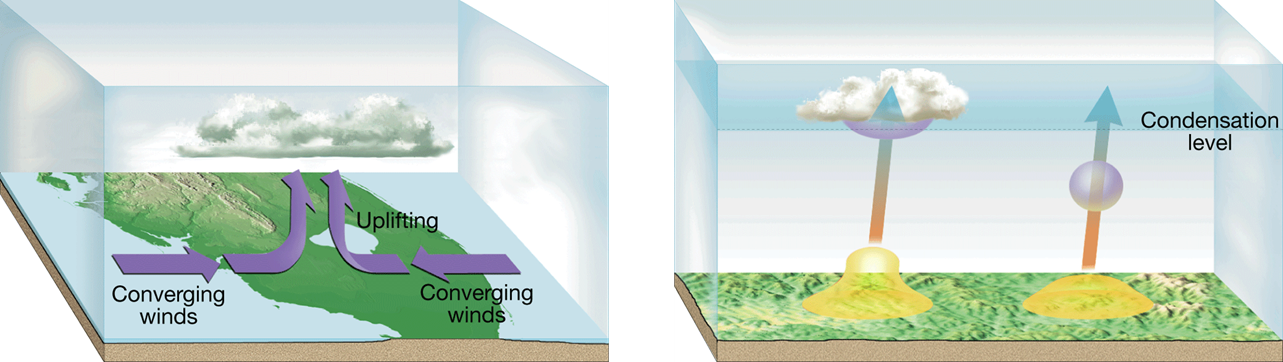 Uplifting
Converging
winds
Converging
winds
Condensation
level